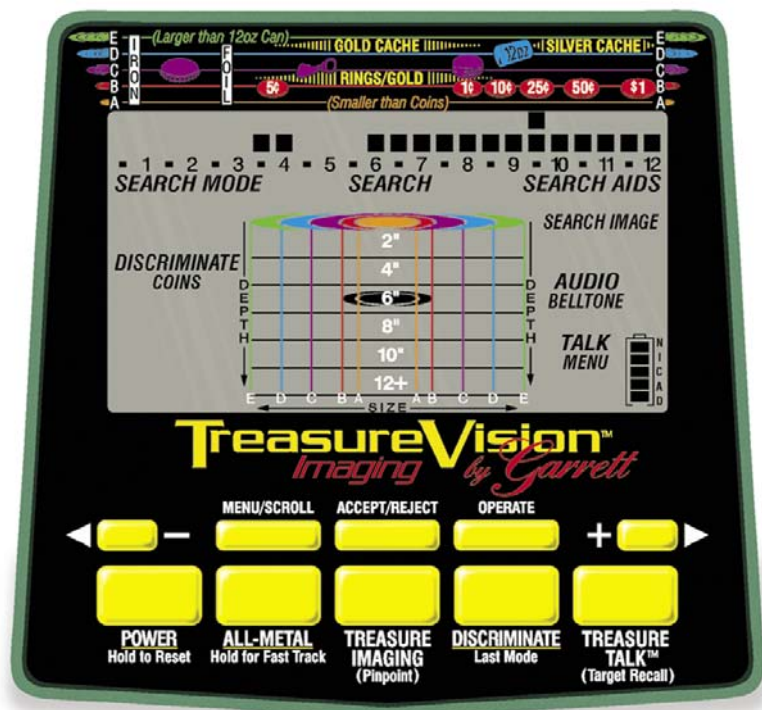 E E
D (Larger than 12oz Can) GOLD CACHE SILVER CACHE D
C IRON FOIL 12oz C
B RINGS/GOLD B
A 5¢ 1¢ 10¢ 25¢ 50¢ $1 A
(Smaller than Coins)
- 1 - 2 - 3 - 4 - 5 - 6 - 7 - 8 - 9 - 10 - 11 - 12
SEARCH MODE SEARCH SEARCH AIDS
SEARCH IMAGE
2"
DISCRIMINATE
COINS
4"
AUDIO
BELLTONE
DEPTH 6" DEPTH
8"
TALK
MENU
NICAD
10"
12+
E D C B A A B C D E
SIZE
TreasureVision™
Imaging by Garrett
MENU/SCROLL ACCEPT/REJECT OPERATE
- +
POWER ALL-METAL TREASURE DISCRIMINATE TREASURE
Hold to Reset Hold for Fast Track IMAGING Last Mode TALK™
(Pinpoint) (Target Recall)